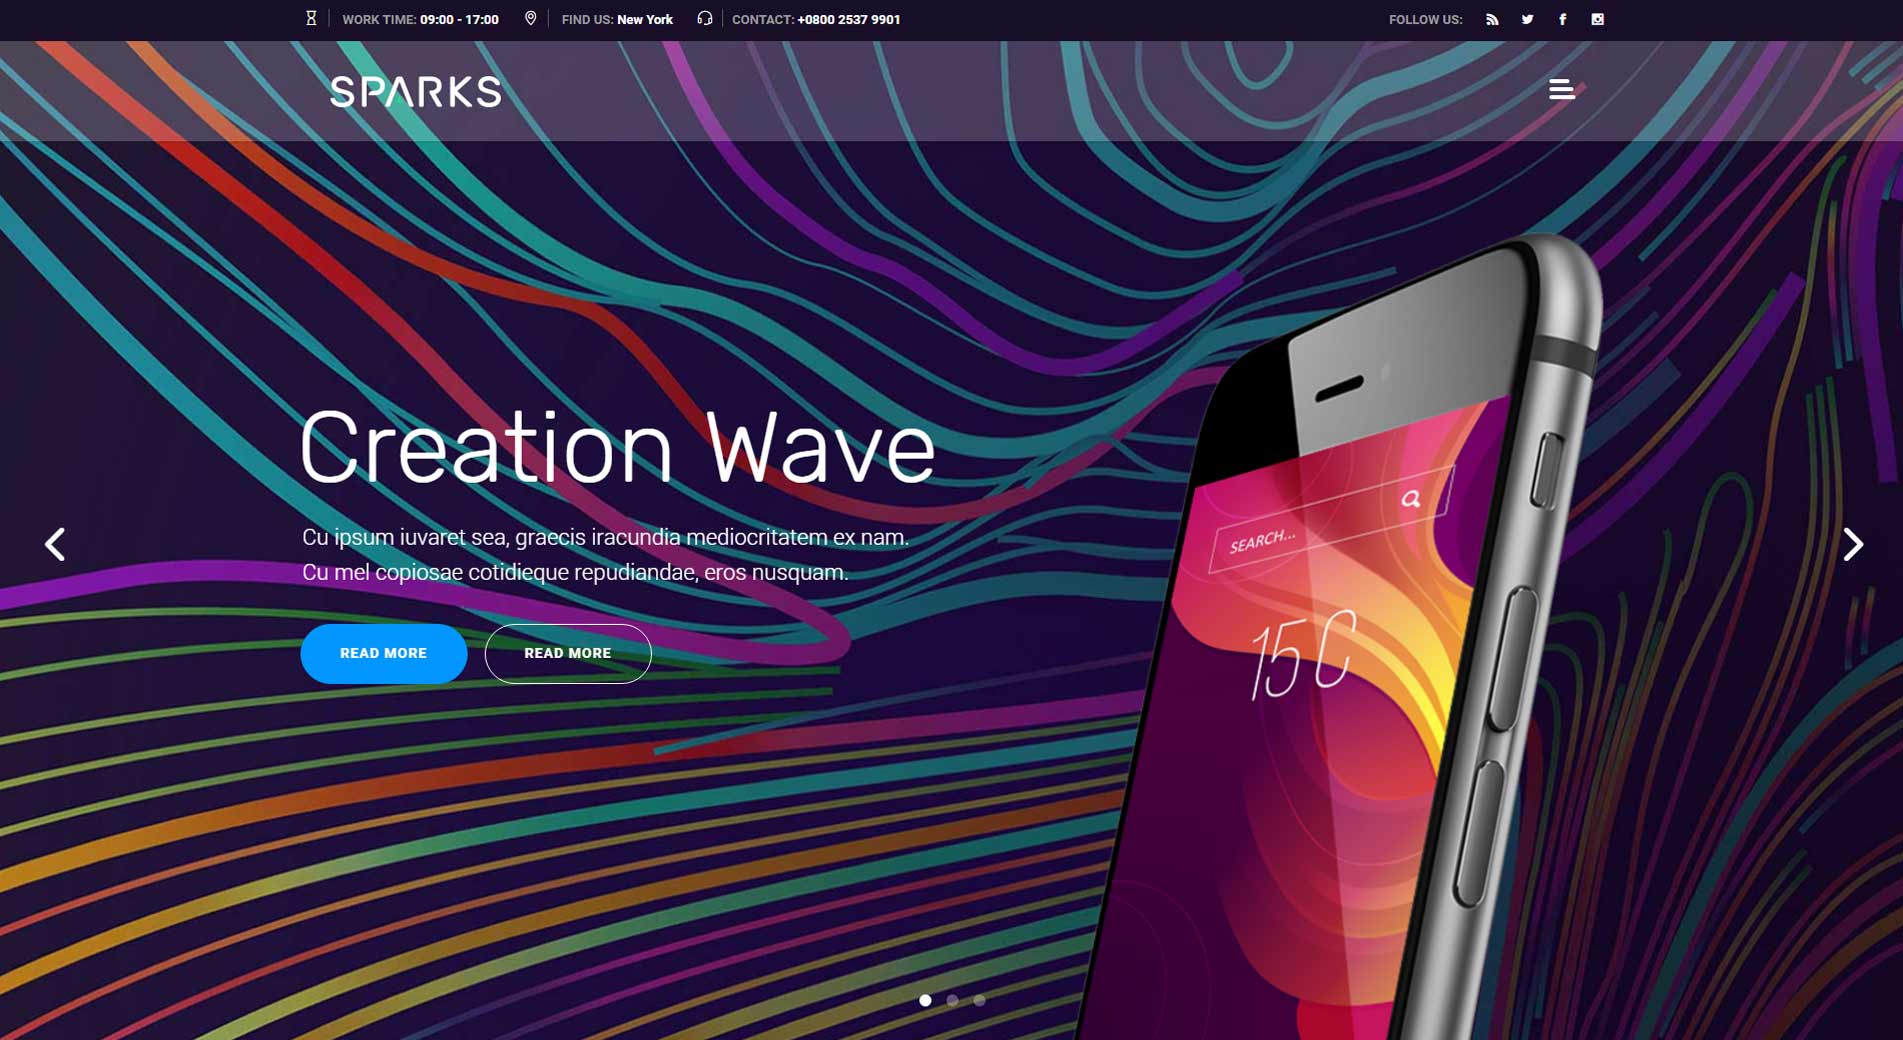 WORK TIME: 09:00 - 17:00
FIND US: New York
CONTACT: +0800 2537 9901
FOLLOW US:
SPARKS
Creation Wave
Cu ipsum iuvaret sea, graecis iracundia mediocritatem ex nam.
Cu mel copiosae cotidieque repudiandae, eros nusquam.
READ MORE
READ MORE
SEARCH...
15C